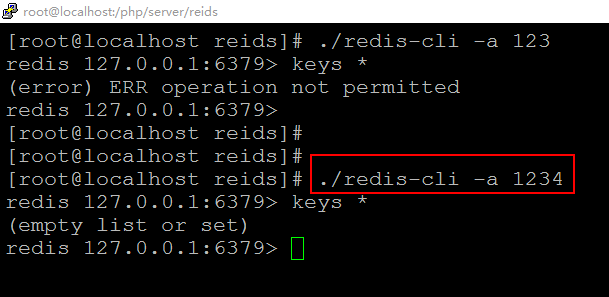 root@localhost:/php/server/reids
[root@localhost reids]# ./redis-cli -a 123
redis 127.0.0.1:6379> keys *
(error) ERR operation not permitted
redis 127.0.0.1:6379>
[root@localhost reids]#
[root@localhost reids]#
[root@localhost reids]# ./redis-cli -a 1234
redis 127.0.0.1:6379> keys *
(empty list or set)
redis 127.0.0.1:6379>